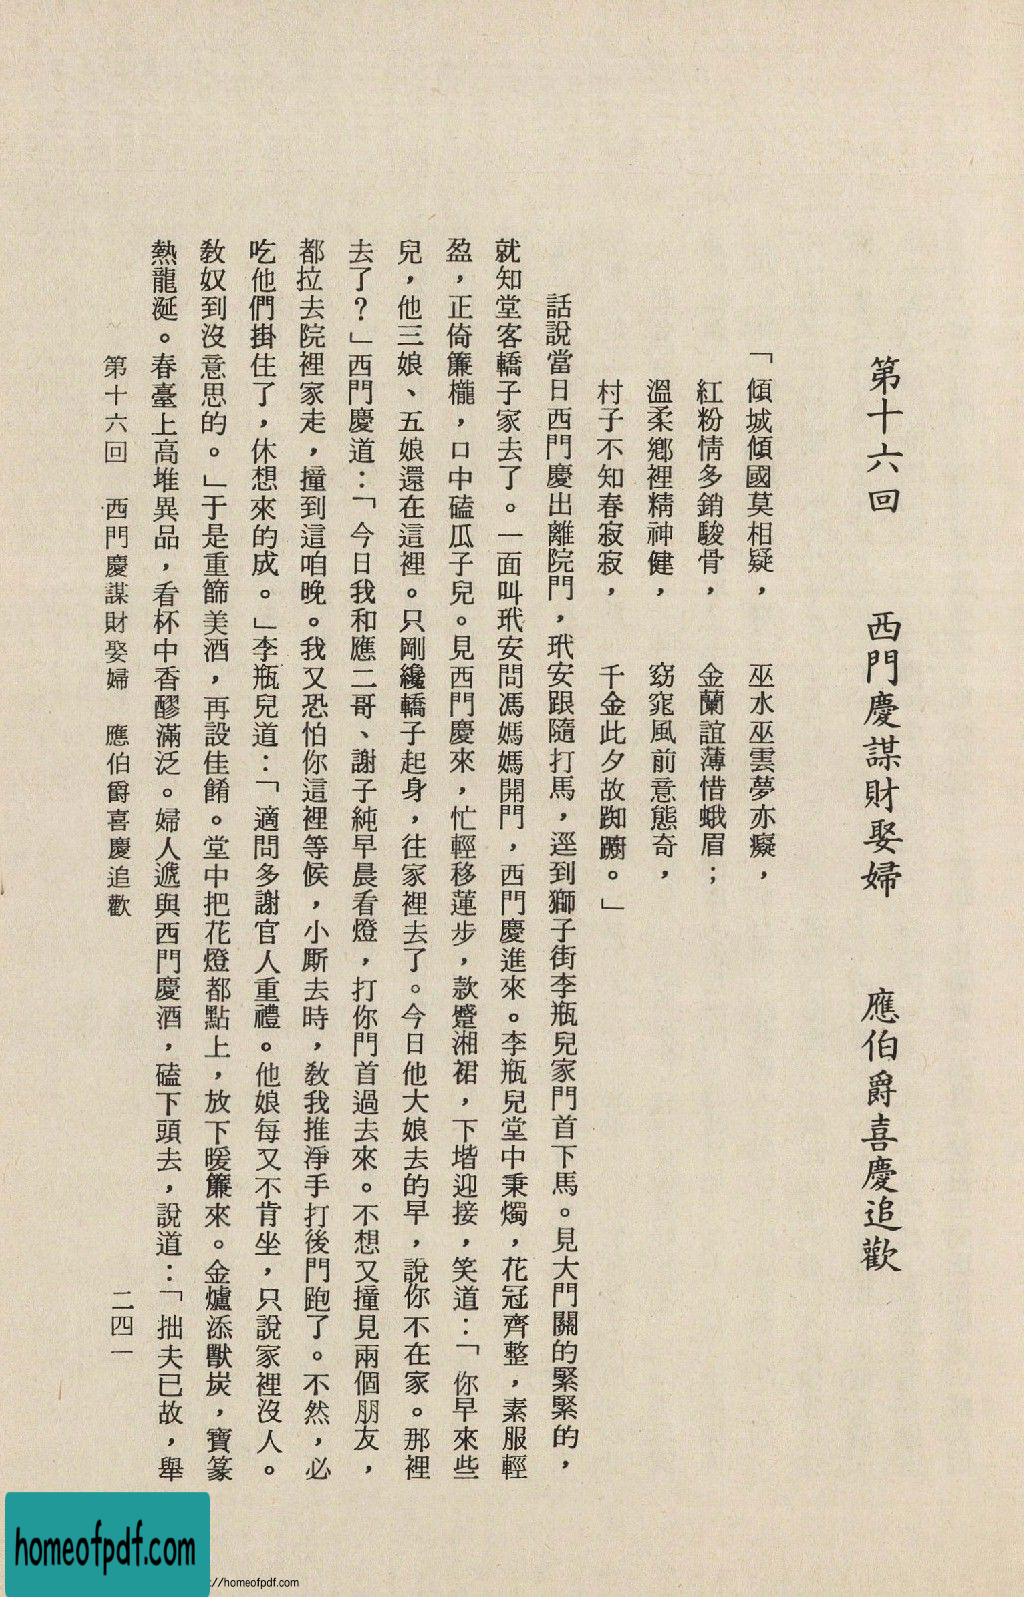 第十六回　西門慶謀財娶婦　應伯爵喜慶追歡
「傾城傾國莫相疑，　巫水巫雲夢亦癡，
紅粉情多銷駿骨，　金蘭誼薄惜蛾眉；
溫柔鄉裡精神健，　窈窕風前意態奇，
村子不知春寂寂，　千金此夕故踟躕。」
話說當日西門慶出離院門，玳安跟隨打馬，逕到獅子街李瓶兒家門首下馬。見大門關的緊緊的，
就知堂客轎子家去了。一面叫玳安問馮媽媽開門，西門慶進來。李瓶兒堂中秉燭，花冠齊整，素服輕
盈，正倚簾櫳，口中磕瓜子兒。見西門慶來，忙輕移蓮步，款蹙湘裙，下堦迎接，笑道：「你早來些
兒，他三娘、五娘還在這裡。只剛纔轎子起身，往家裡去了。今日他大娘去的早，說你不在家。那裡
去了？」西門慶道：「今日我和應二哥、謝子純早晨看燈，打你門首過去來。不想又撞見兩個朋友，
都拉去院裡家走，撞到這咱晚。我又恐怕你這裡等候，小厮去時，教我推淨手打後門跑了。不然，必
吃他們掛住了，休想來的成。」李瓶兒道：「適問多謝官人重禮。他娘每又不肯坐，只說家裡沒人。
教奴到沒意思的。」于是重篩美酒，再設佳餚。堂中把花燈都點上，放下暖簾來。金爐添獸炭，寶篆
熱龍涎。春臺上高堆異品，看杯中香醪滿泛。婦人遞與西門慶酒，磕下頭去，說道：「拙夫已故，舉
第十六回　西門慶謀財娶婦　應伯爵喜慶追歡　二四一
homeofpdf.com
://homeofpdf.com